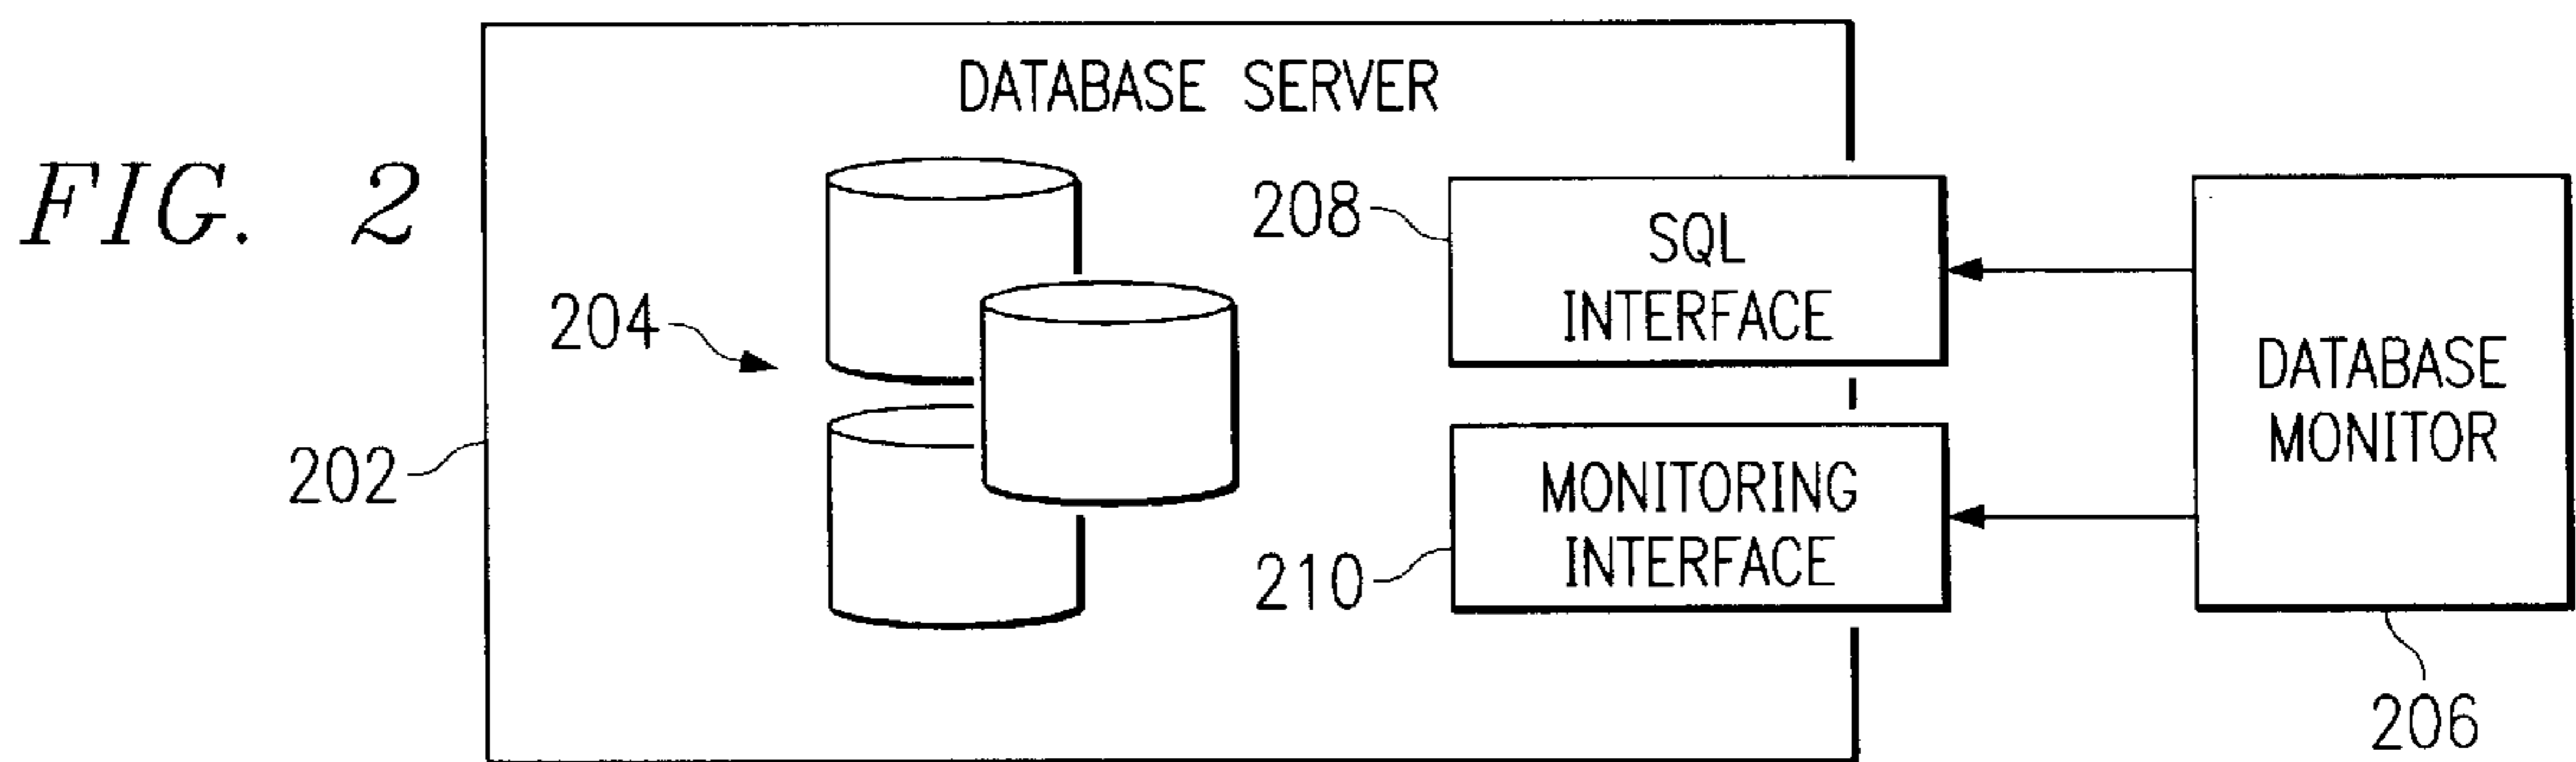 DATABASE SERVER
FIG. 2
208
SQL
INTERFACE
204
DATABASE
MONITOR
202
MONITORING
INTERFACE
210
206